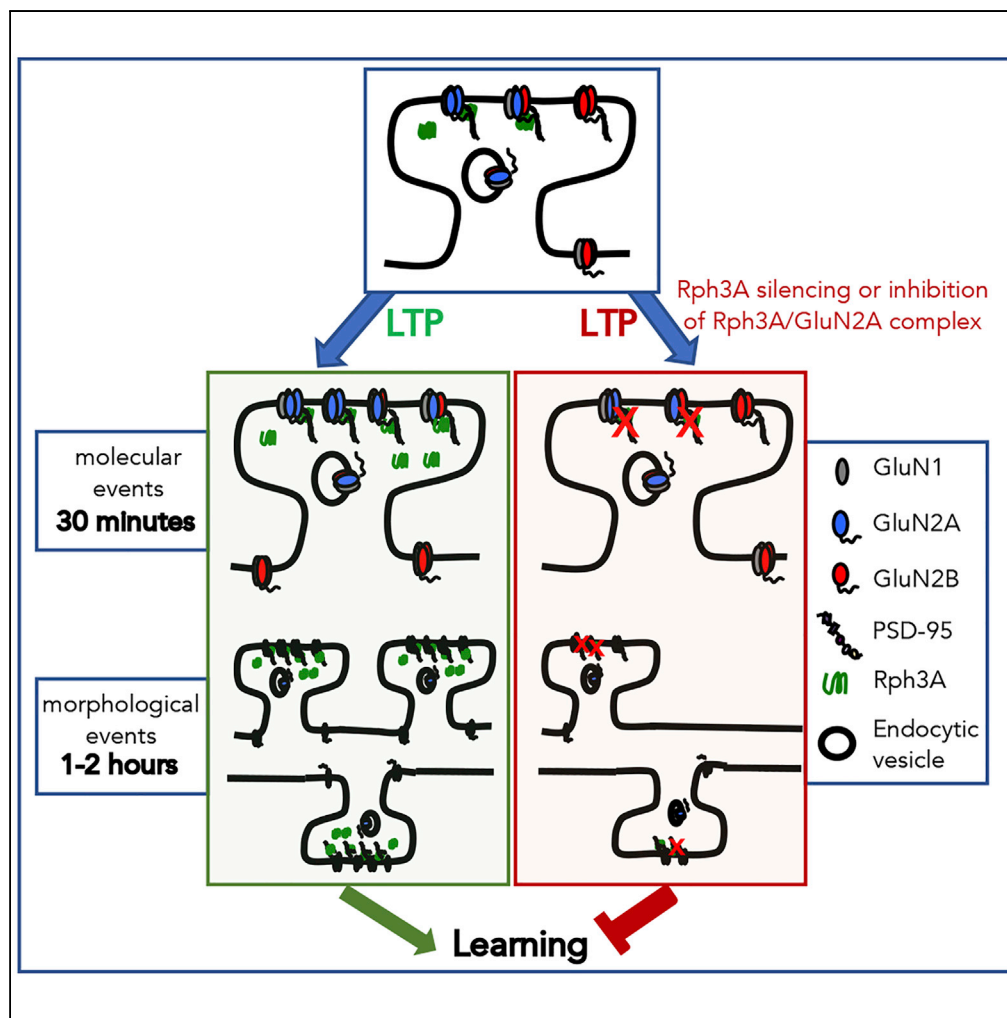 LTP
LTP
Rph3A silencing or inhibition
of Rph3A/GluN2A complex
molecular
events
30 minutes
GluN1
GluN2A
GluN2B
PSD-95
Rph3A
Endocytic
vesicle
morphological
events
1-2 hours
Learning